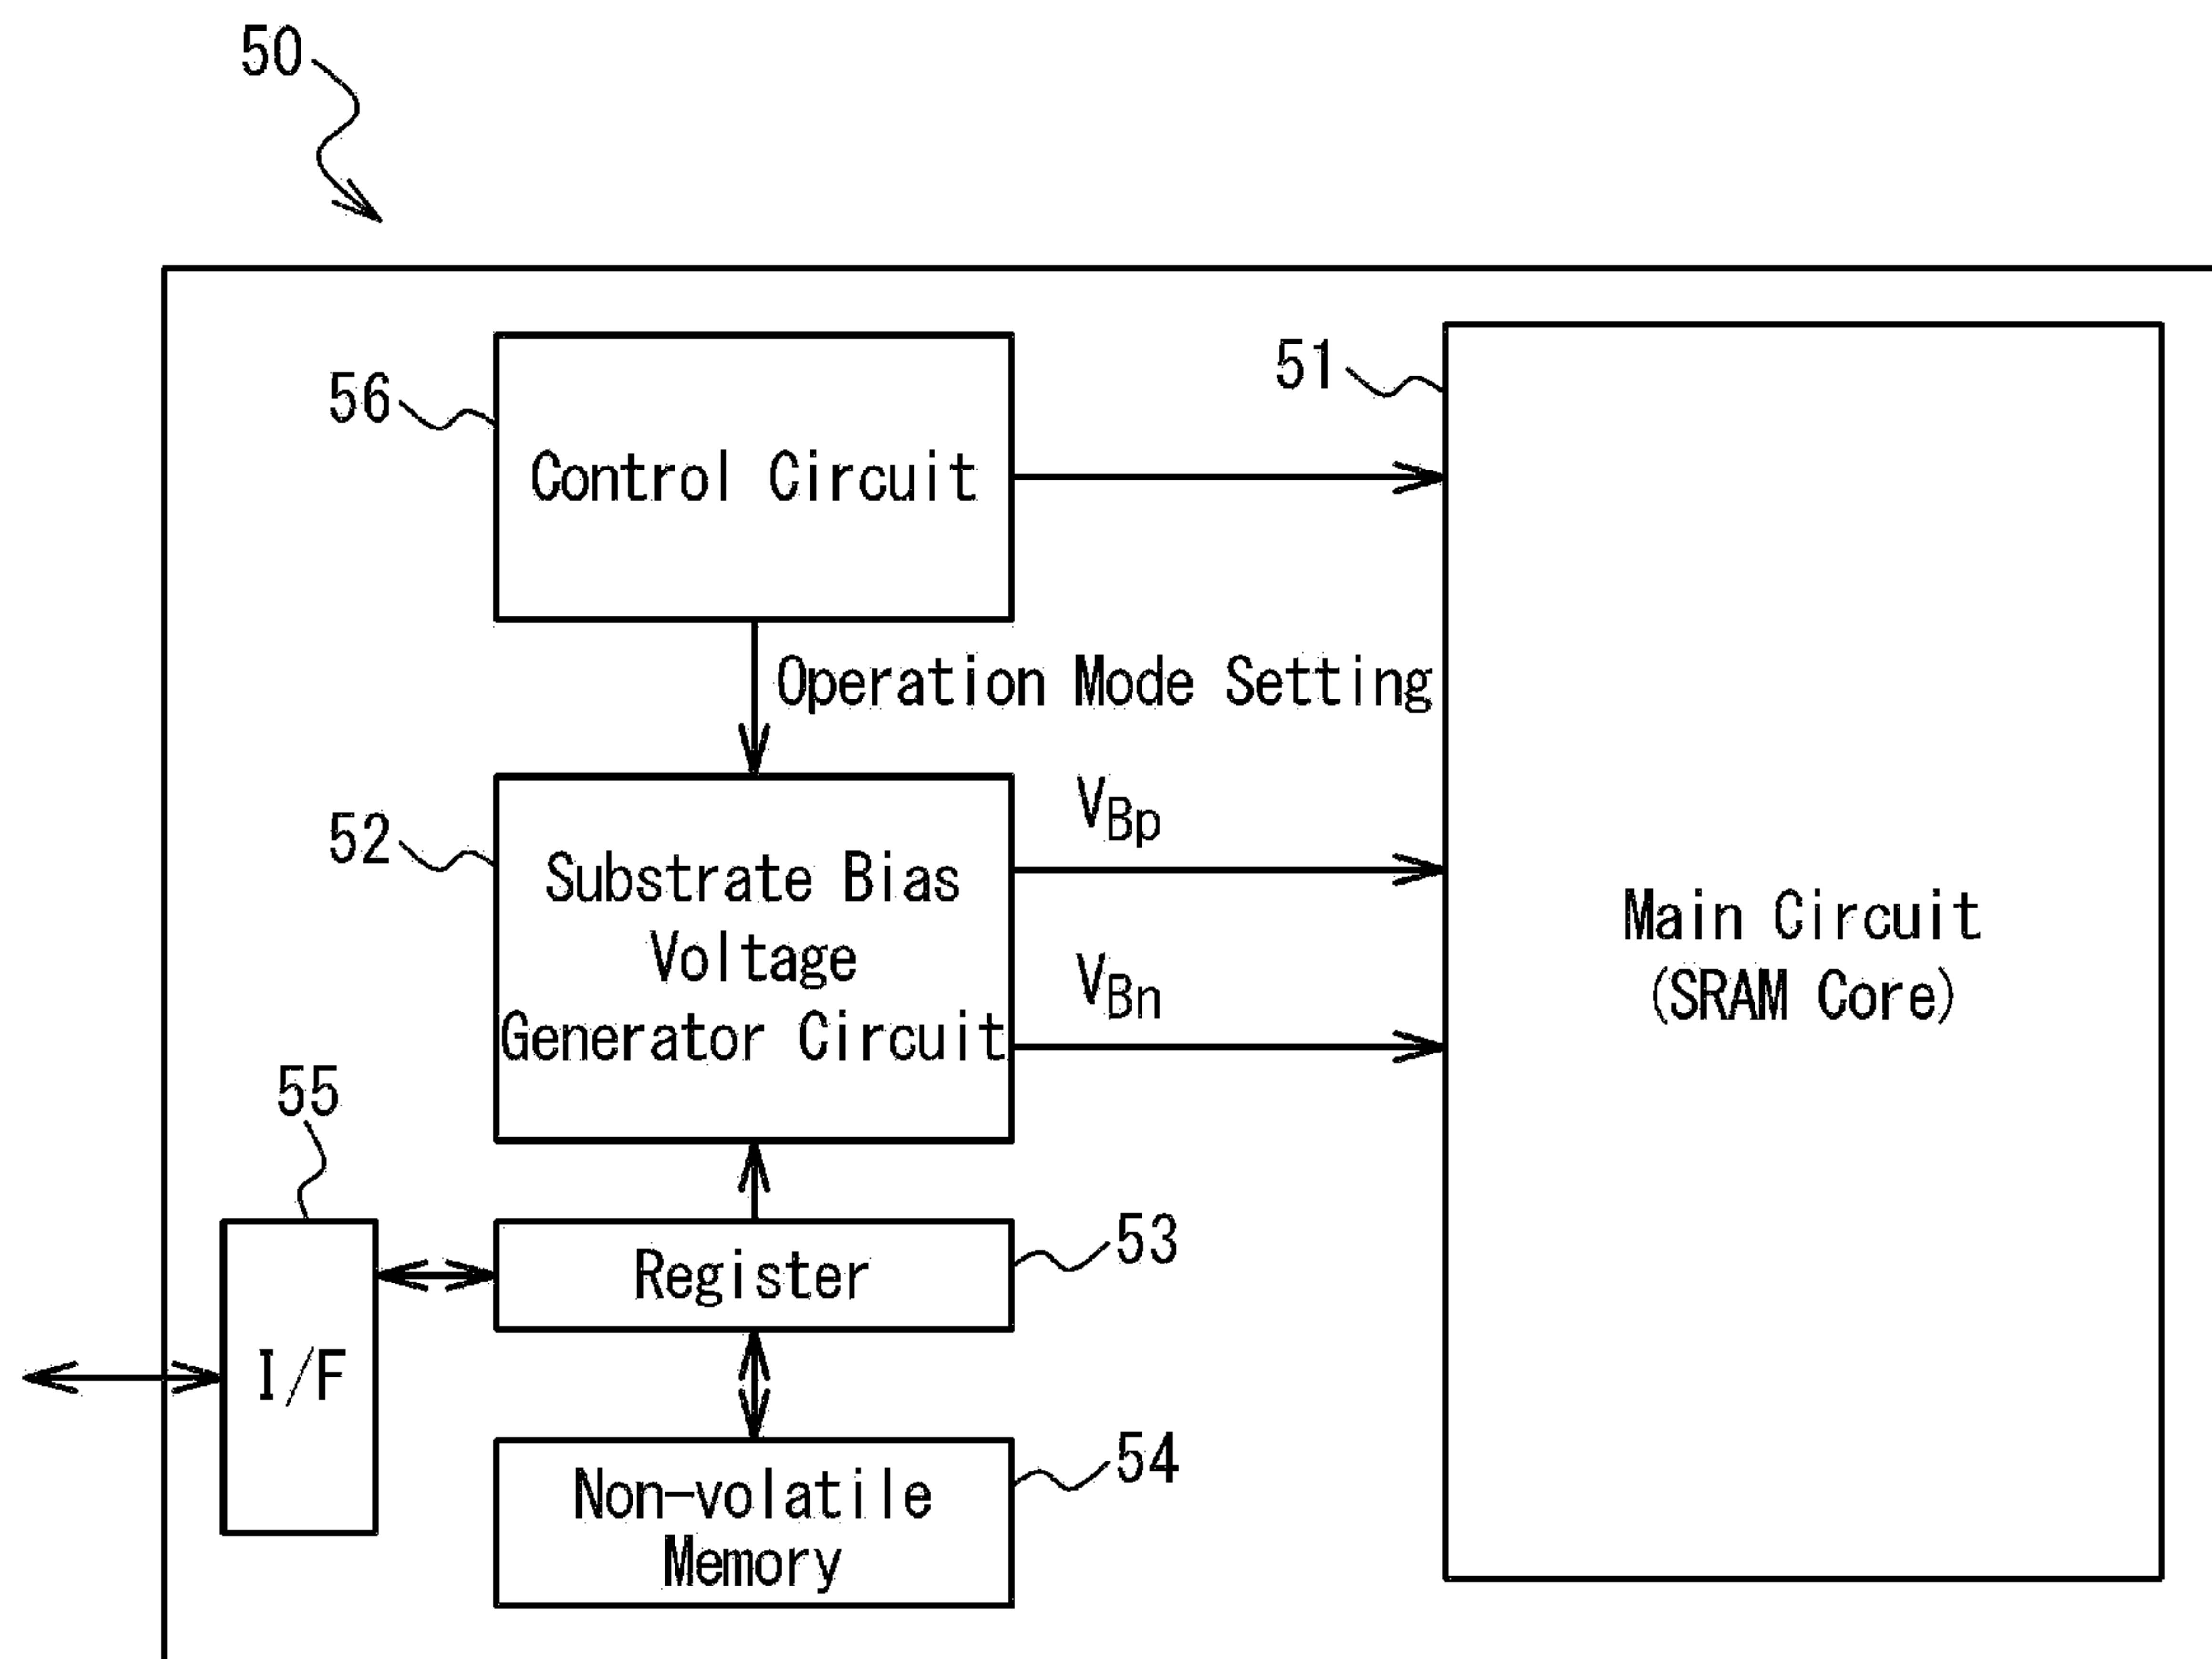 50
56
Control Circuit
51
Operation Mode Setting
52
Substrate Bias
Voltage
Generator Circuit
VBp
VBn
Main Circuit
(SRAM Core)
55
I/F
Register
53
Non-volatile
Memory
54